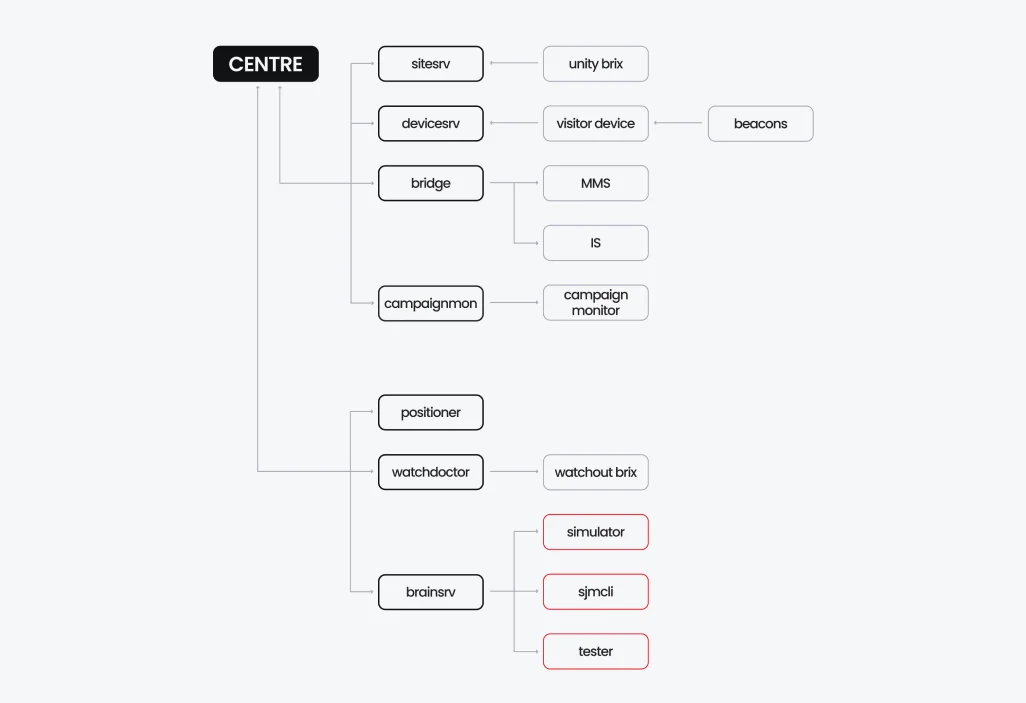 CENTRE
sitesrv
unity brix
devicesrv
visitor device
beacons
bridge
MMS
IS
campaignmon
campaign
monitor
positioner
watchdoctor
watchout brix
simulator
brainsrv
sjmcli
tester